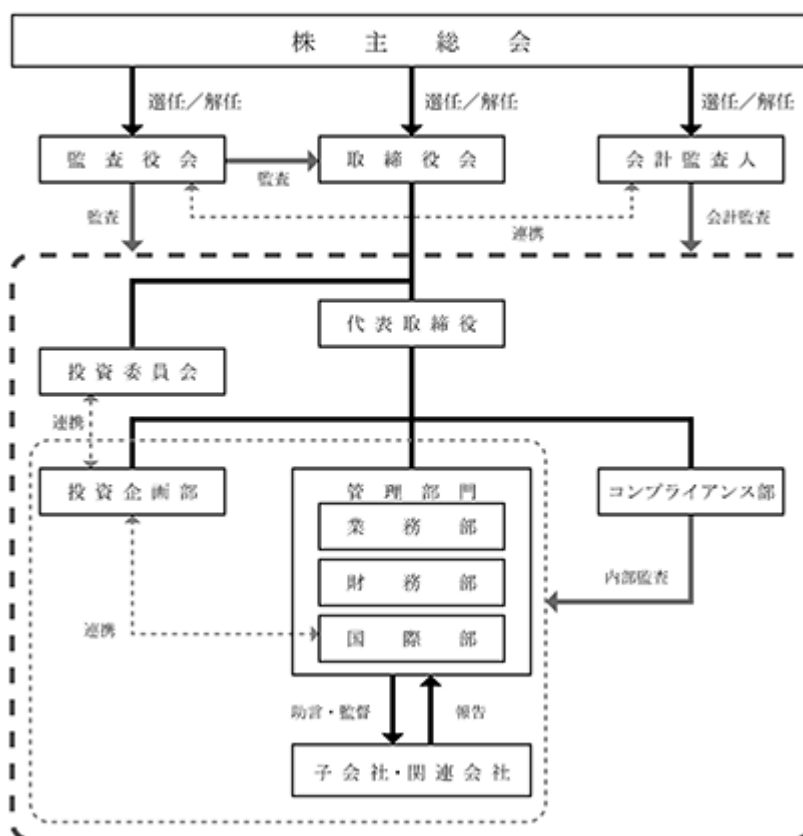 株主総会
選任／解任
選任／解任
選任／解任
監査役会
取締役会
会計監査人
監査
監査
連携
会計監査
代表取締役
投資委員会
連携
投資企画部
管理部門
コンプライアンス部
業務部
財務部
国際部
内部監査
連携
助言・監督
報告
子会社・関連会社